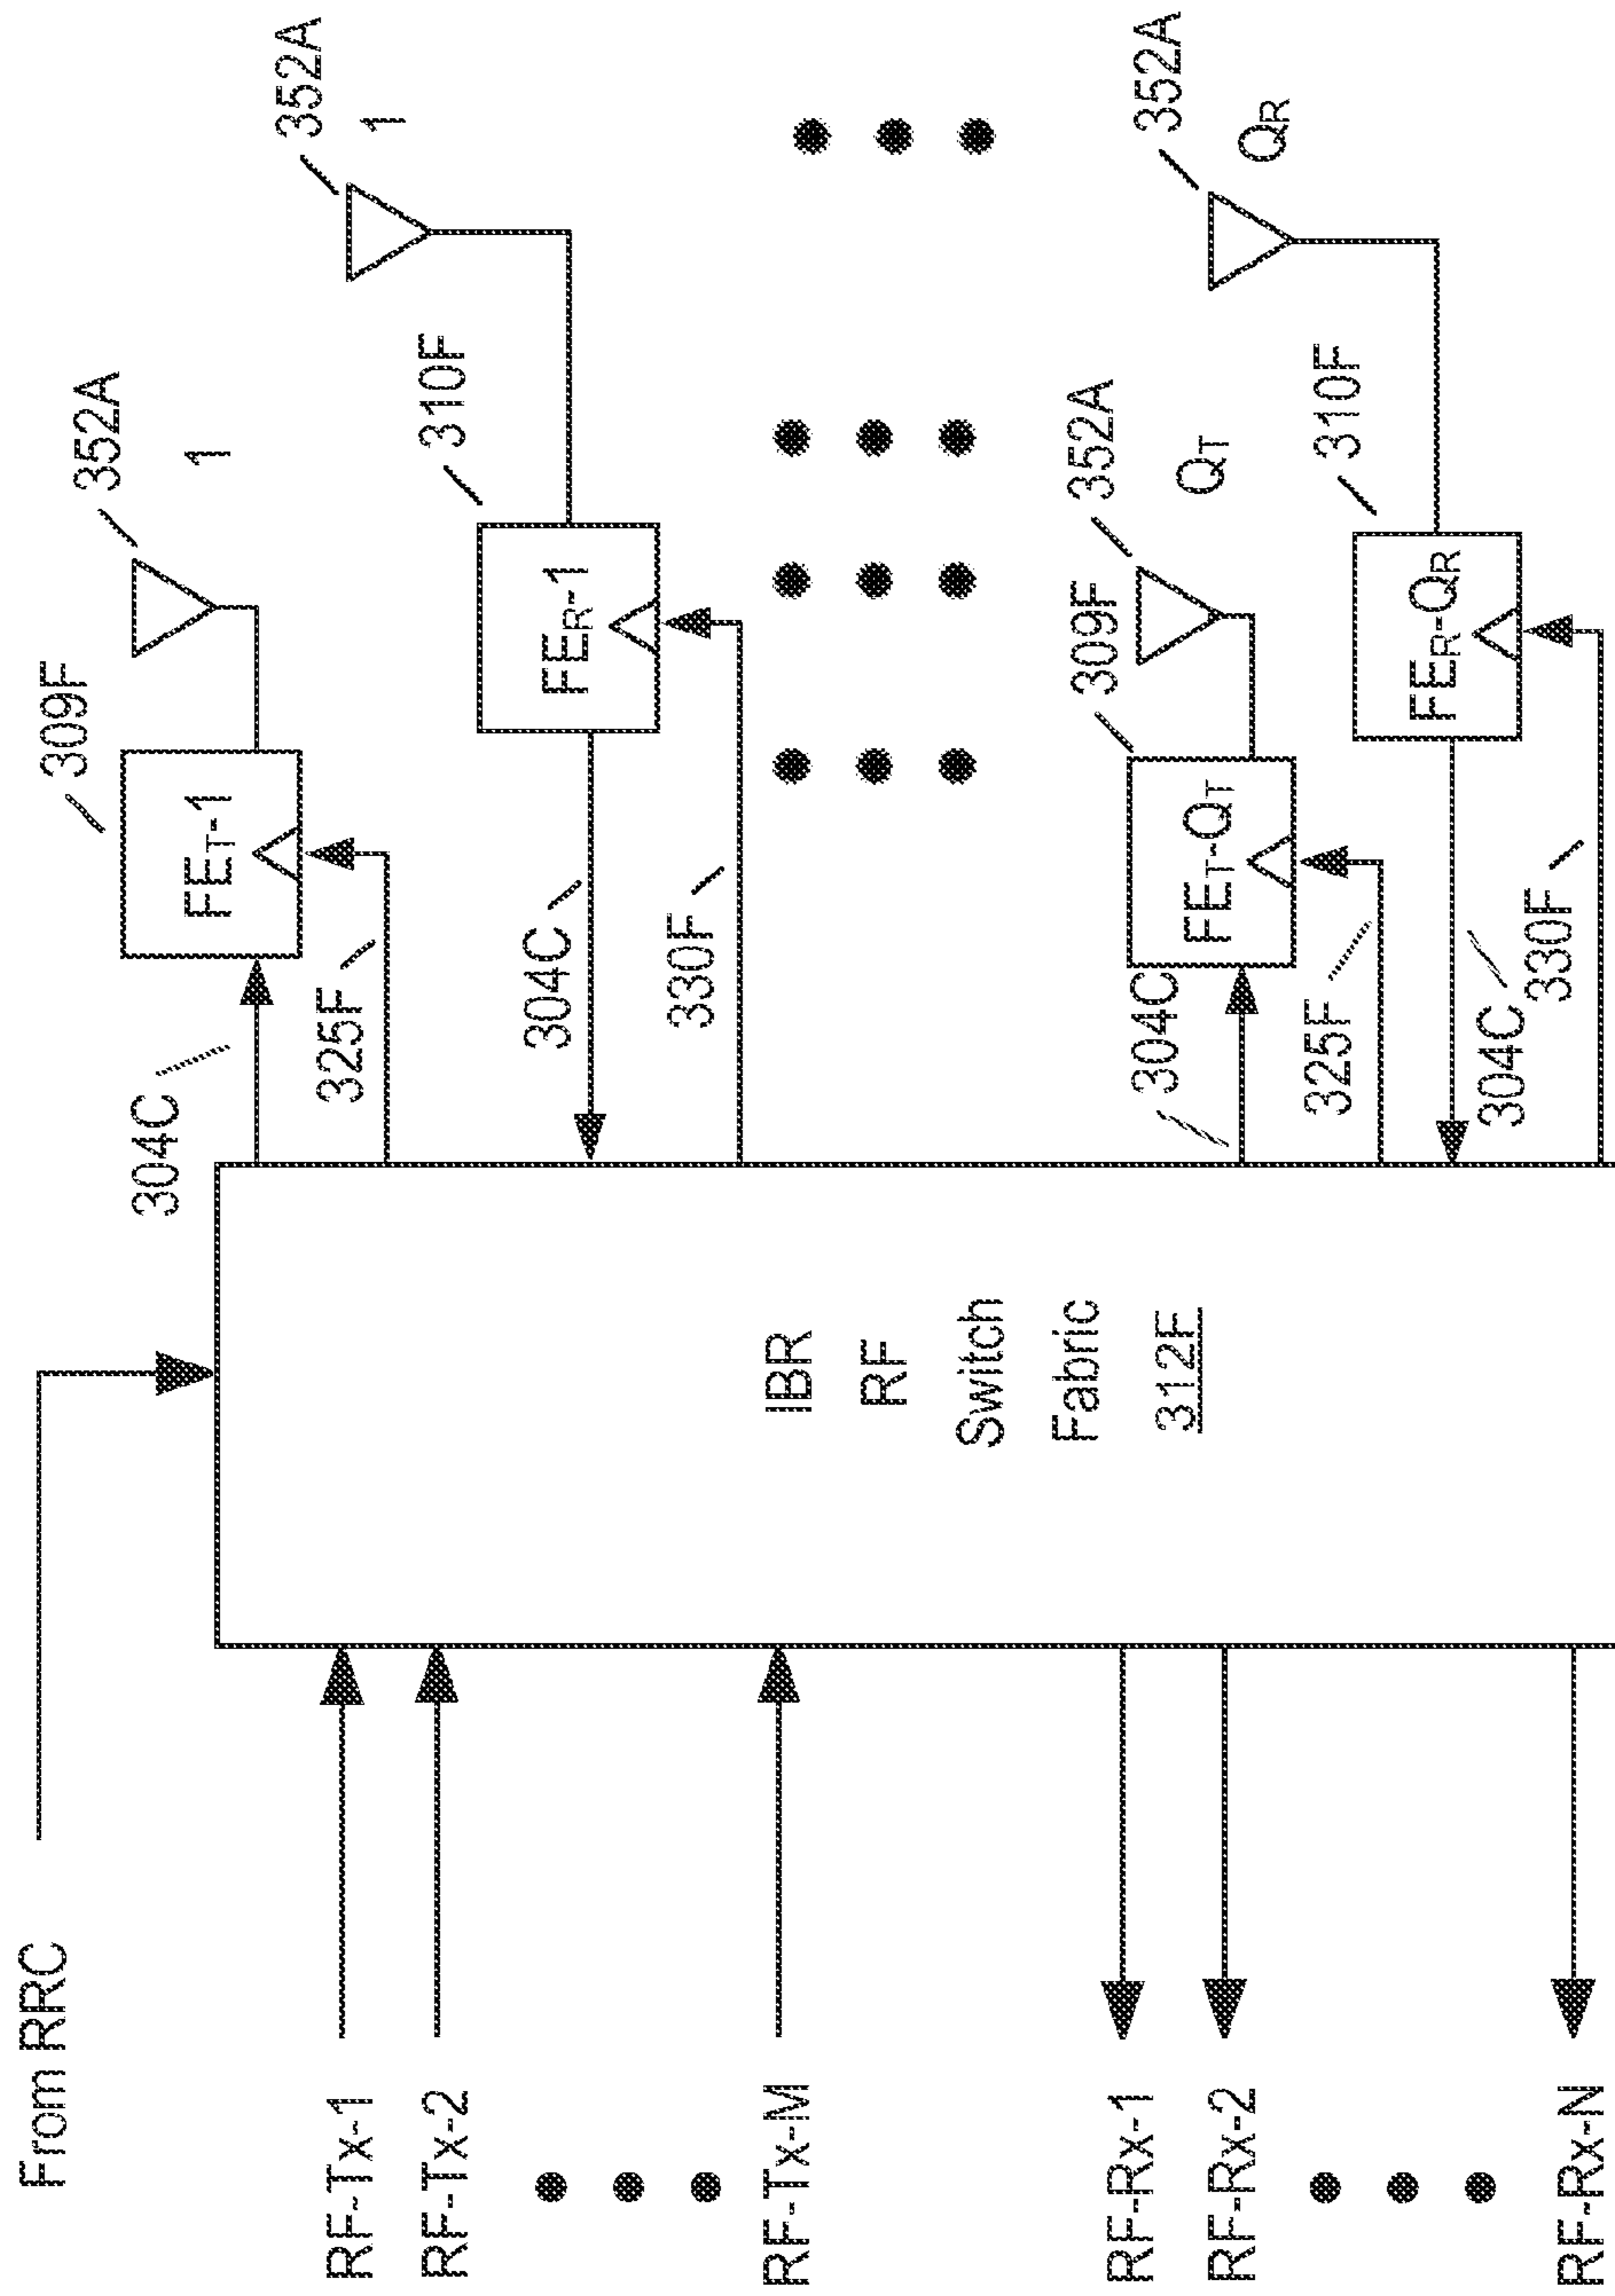 From RRC
RF-Tx-1
RF-Tx-2
RF-Tx-M
RF-Rx-1
RF-Rx-2
RF-Rx-N
IBR
RF
Switch
Fabric
312F
304C
325F
309F
FET-1
352A
1
304C
330F
310F
FER-1
352A
1
304C
325F
309F
FET-QT
352A
QT
304C
330F
310F
FER-QR
352A
QR